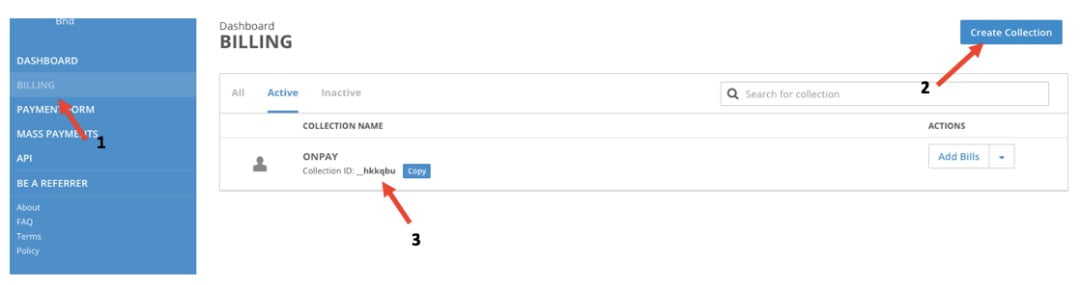 Brid
DASHBOARD
BILLING
PAYMENT FORM
MASS PAYMENTS
API
BE A REFERRER
About
FAQ
Terms
Policy
1
Dashboard
BILLING
Create Collection
2
All Active Inactive
Search for collection
COLLECTION NAME ACTIONS
ONPAY
Collection ID: __hkkqbu Copy
Add Bills
3